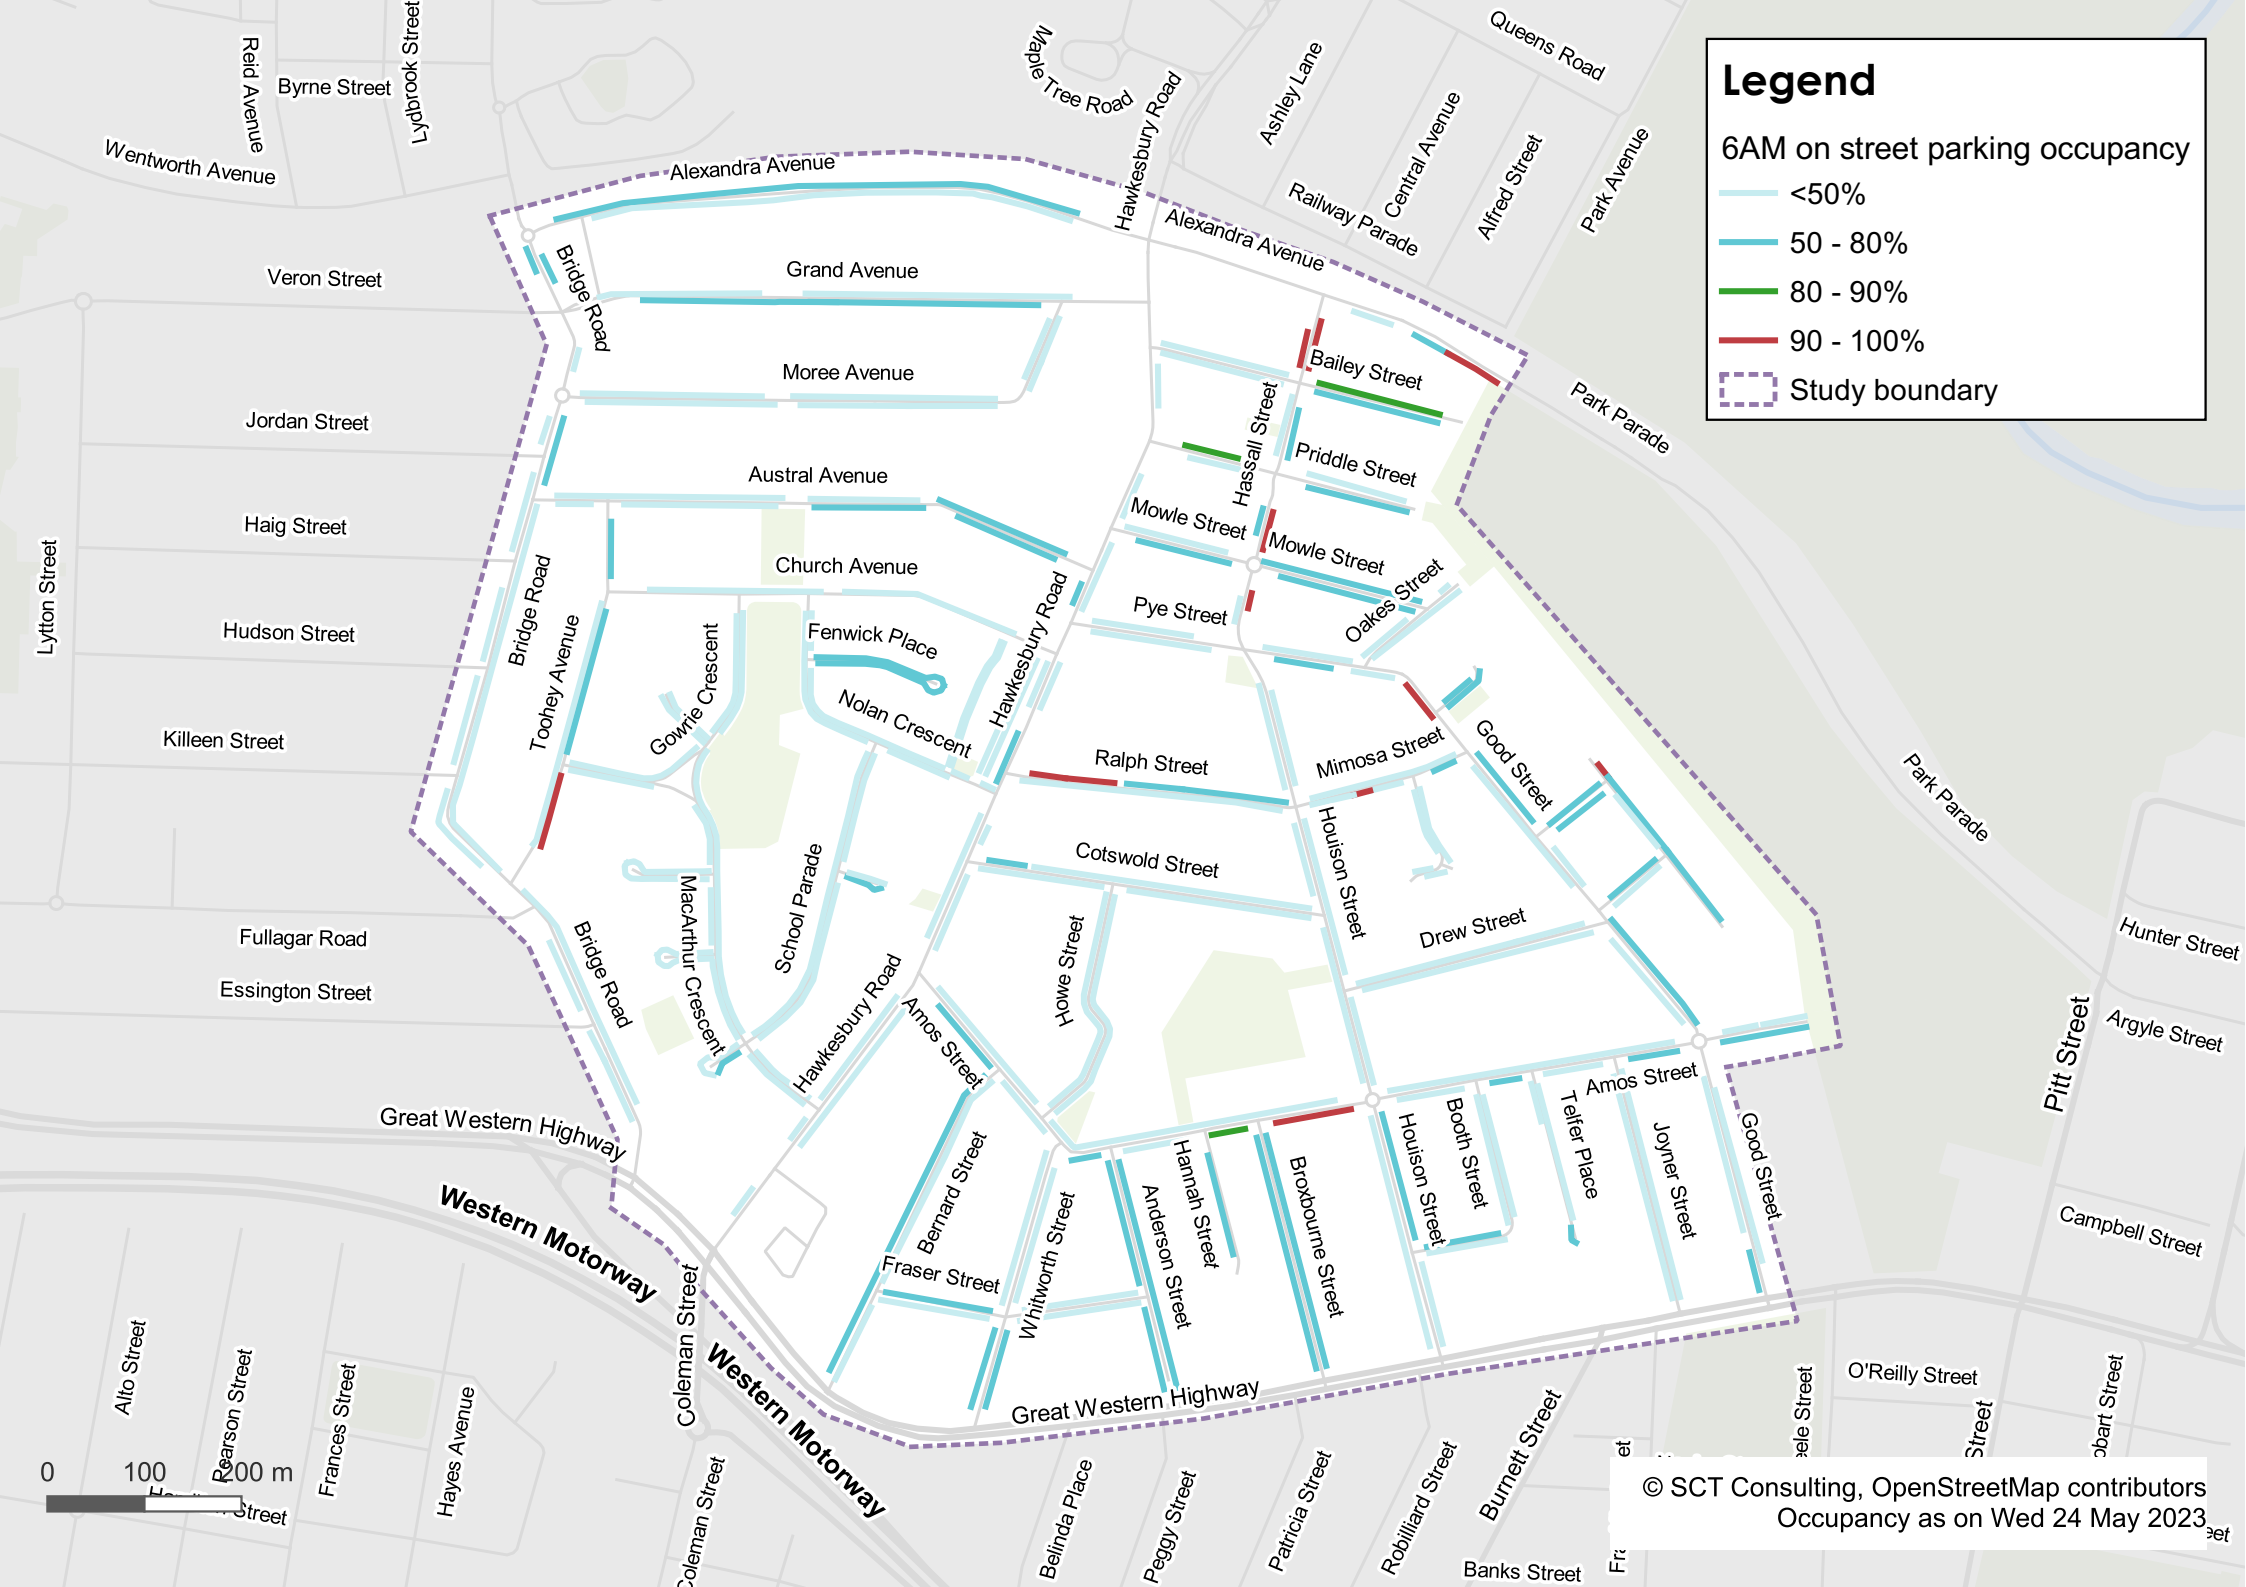 Legend
6AM on street parking occupancy
<50%
50 - 80%
80 - 90%
90 - 100%
Study boundary
Queens Road
Maple Tree Road
Hawkesbury Road
Ashley Lane
Central Avenue
Alfred Street
Park Avenue
Railway Parade
Reid Avenue
Byrne Street
Lydbrook Street
Wentworth Avenue
Alexandra Avenue
Alexandra Avenue
Veron Street
Bridge Road
Grand Avenue
Moree Avenue
Bailey Street
Park Parade
Jordan Street
Austral Avenue
Hassall Street
Priddle Street
Haig Street
Mowle Street
Mowle Street
Lytton Street
Bridge Road
Church Avenue
Hawkesbury Road
Oakes Street
Hudson Street
Toohey Avenue
Gowrie Crescent
Fenwick Place
Pye Street
Nolan Crescent
Killeen Street
Ralph Street
Mimosa Street
Good Street
Park Parade
Cotswold Street
Houison Street
MacArthur Crescent
School Parade
Howe Street
Drew Street
Fullagar Road
Bridge Road
Hunter Street
Essington Street
Hawkesbury Road
Amos Street
Argyle Street
Pitt Street
Amos Street
Great Western Highway
Bernard Street
Whitworth Street
Anderson Street
Hannah Street
Broxbourne Street
Houison Street
Booth Street
Telfer Place
Joyner Street
Good Street
Campbell Street
Western Motorway
Fraser Street
Coleman Street
Western Motorway
Great Western Highway
Alto Street
Pearson Street
Frances Street
Hayes Avenue
O'Reilly Street
Burnett Street
eele Street
Street
obart Street
0 100 200 m
Street
Coleman Street
Belinda Place
Peggy Street
Patricia Street
Robilliard Street
Banks Street
© SCT Consulting, OpenStreetMap contributors
Occupancy as on Wed 24 May 2023